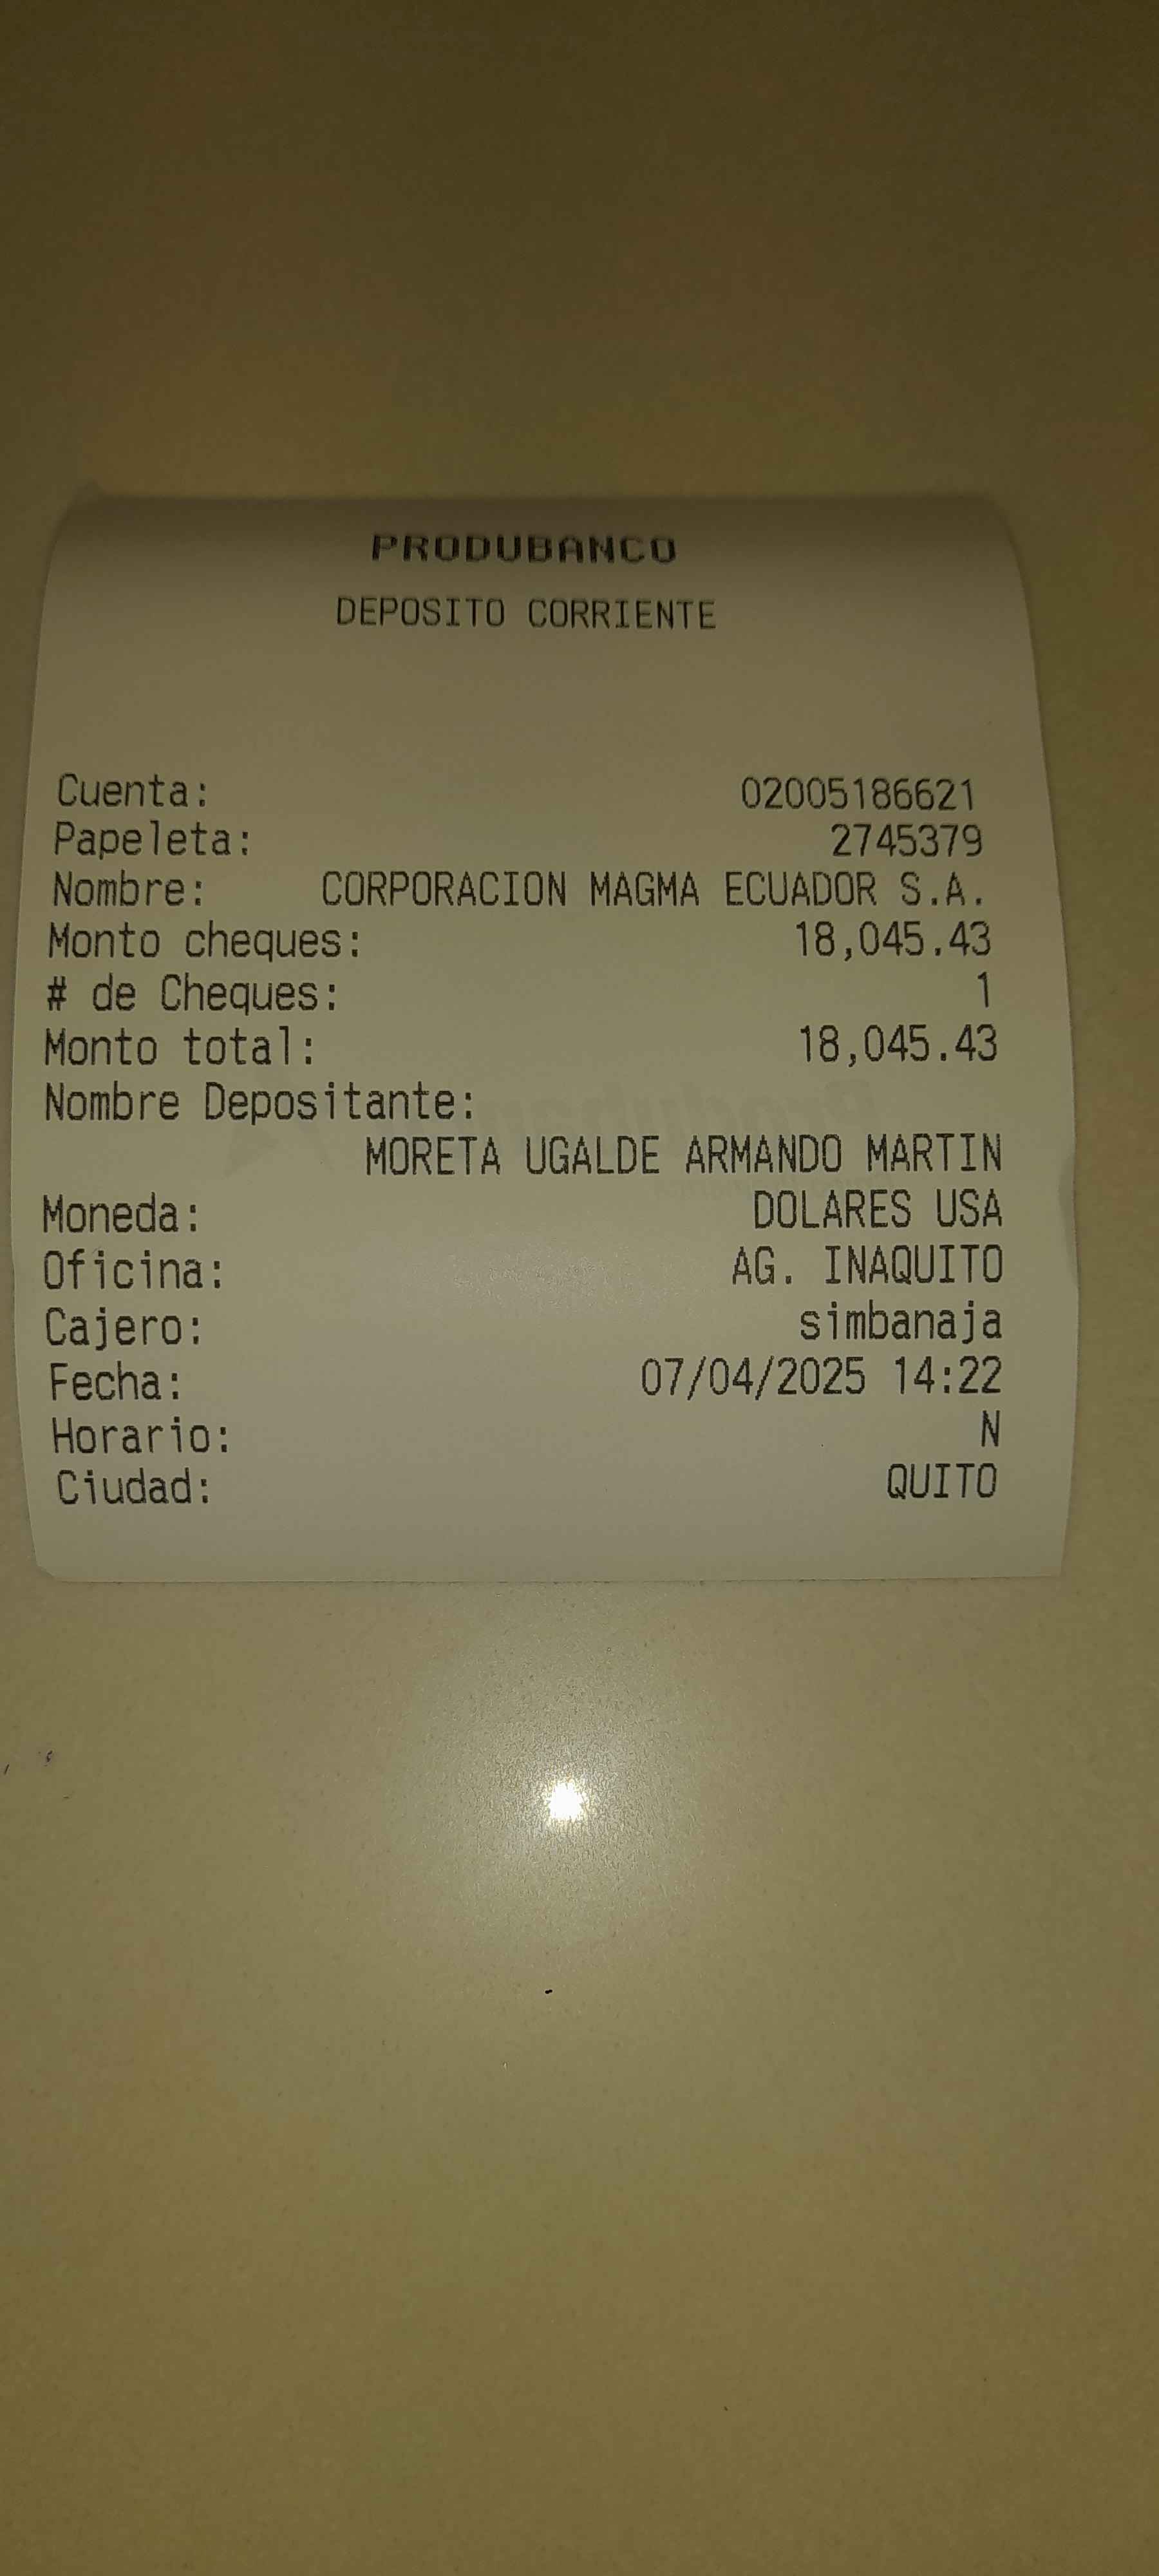 PRODUBANCO
DEPOSITO CORRIENTE
Cuenta: 02005186621
Papeleta: 2745379
Nombre: CORPORACION MAGMA ECUADOR S.A.
Monto cheques: 18,045.43
# de Cheques: 1
Monto total: 18,045.43
Nombre Depositante:
MORETA UGALDE ARMANDO MARTIN
Moneda: DOLARES USA
Oficina: AG. INAQUITO
Cajero: simbanaja
Fecha: 07/04/2025 14:22
Horario: N
Ciudad: QUITO